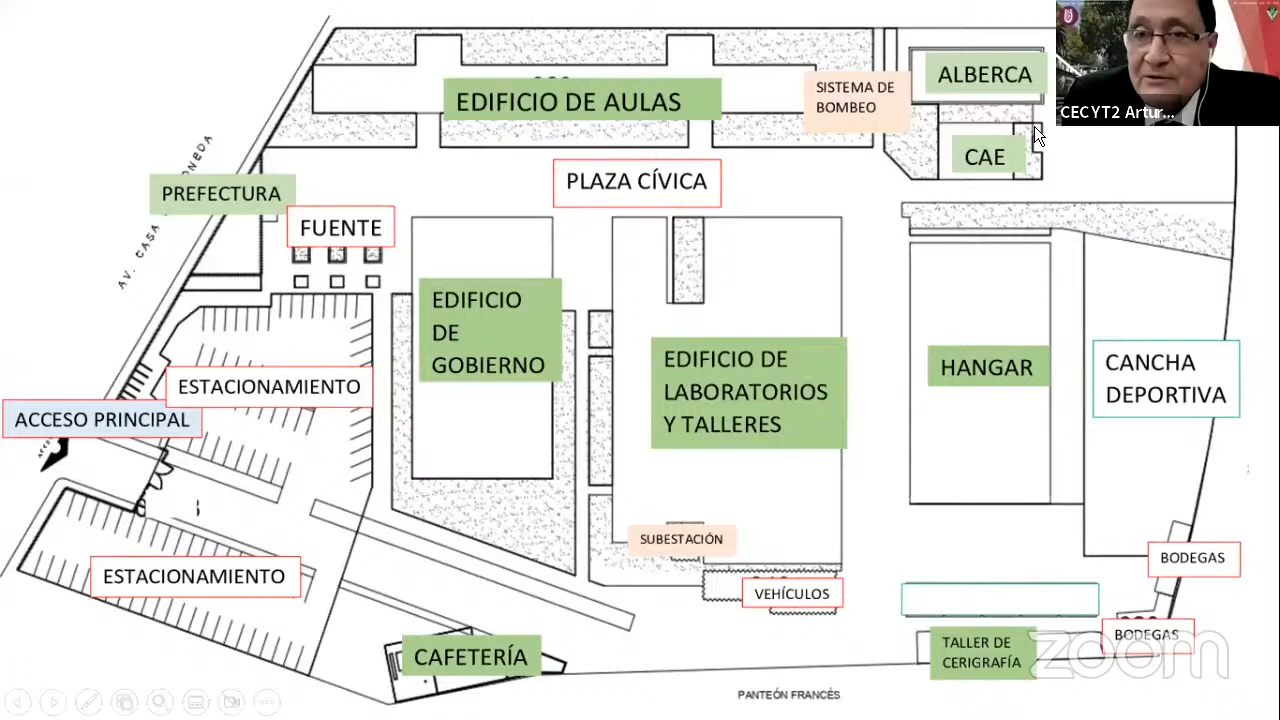 EDIFICIO DE AULAS
SISTEMA DE
BOMBEO
ALBERCA
CECYT2 Artur...
CAE
PLAZA CÍVICA
PREFECTURA
FUENTE
AV. CASA
EDIFICIO
DE
GOBIERNO
EDIFICIO DE
LABORATORIOS
Y TALLERES
HANGAR
CANCHA
DEPORTIVA
ESTACIONAMIENTO
ACCESO PRINCIPAL
SUBESTACIÓN
BODEGAS
ESTACIONAMIENTO
VEHÍCULOS
BODEGAS
TALLER DE
CERIGRAFÍA
CAFETERÍA
zoom
PANTEÓN FRANCÉS